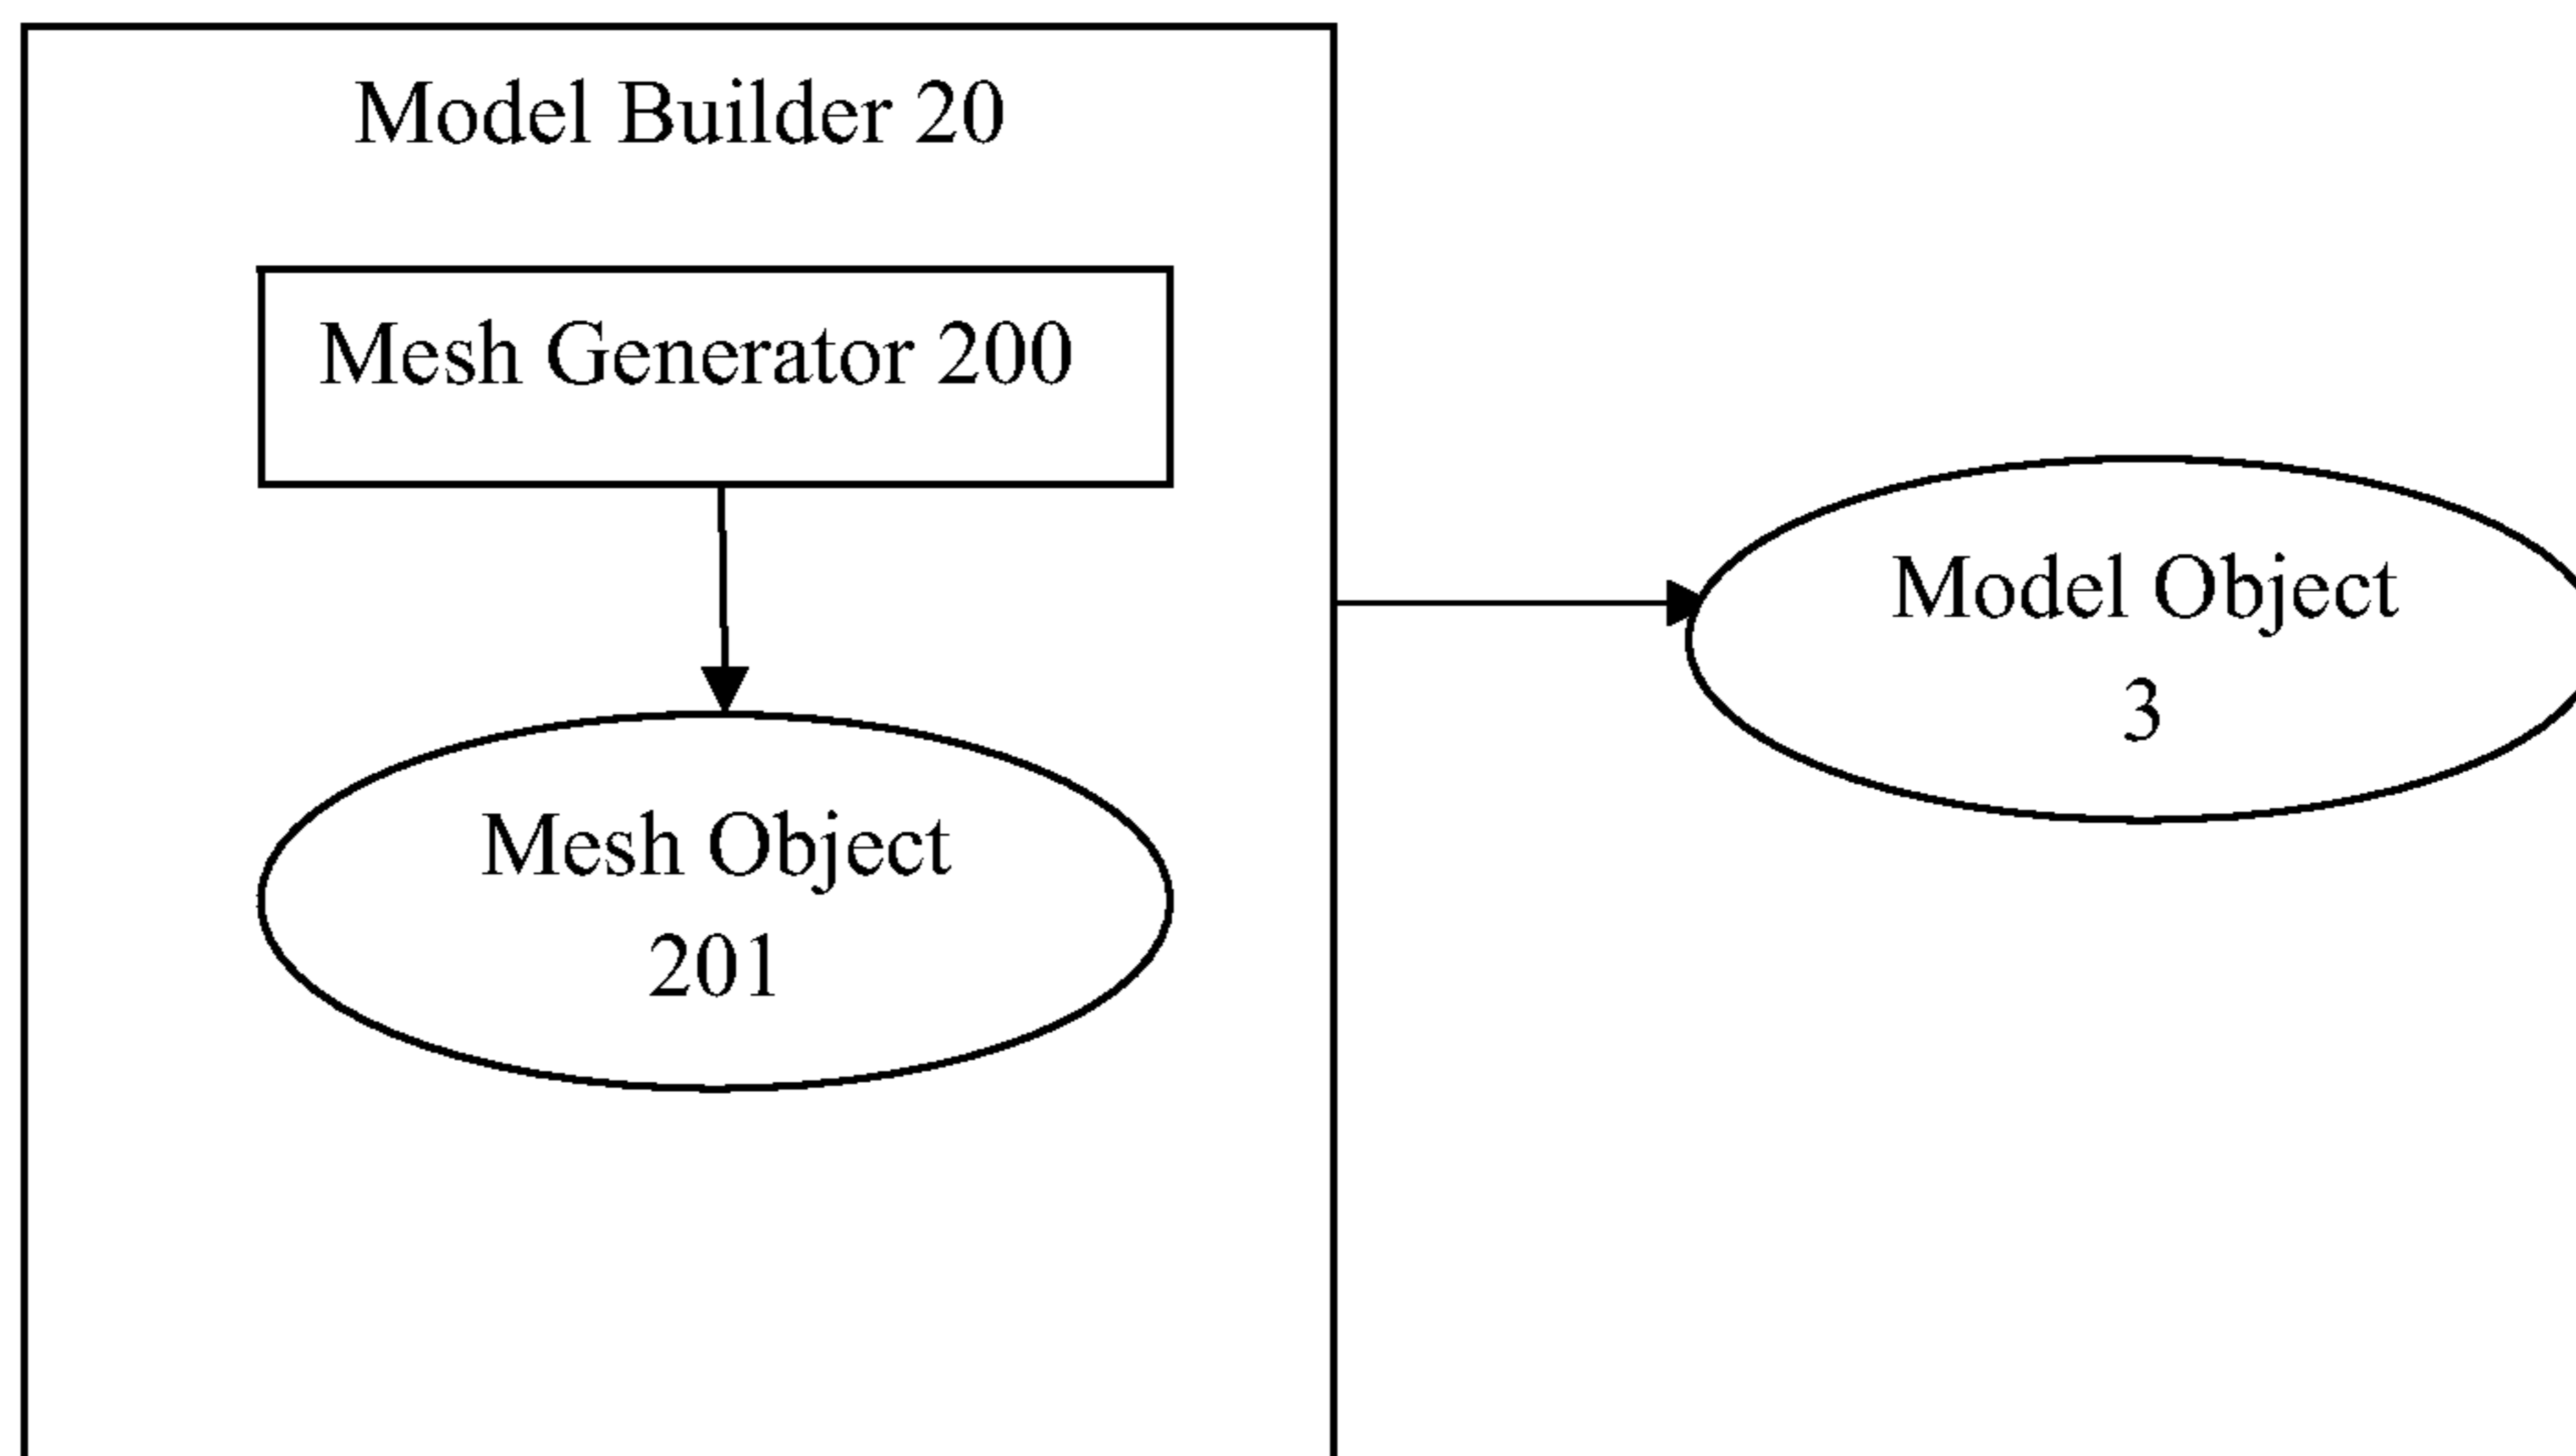 Model Builder 20
Mesh Generator 200
Mesh Object
201
Model Object
3